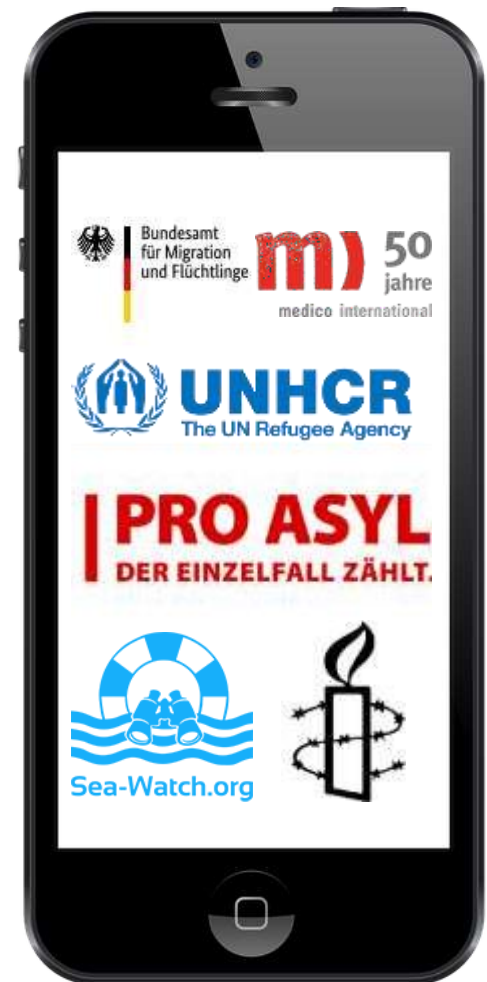 Bundesamt
für Migration
und Flüchtlinge
50
jahre
medico international
UNHCR
The UN Refugee Agency
PRO ASYL
DER EINZELFALL ZÄHLT.
Sea-Watch.org